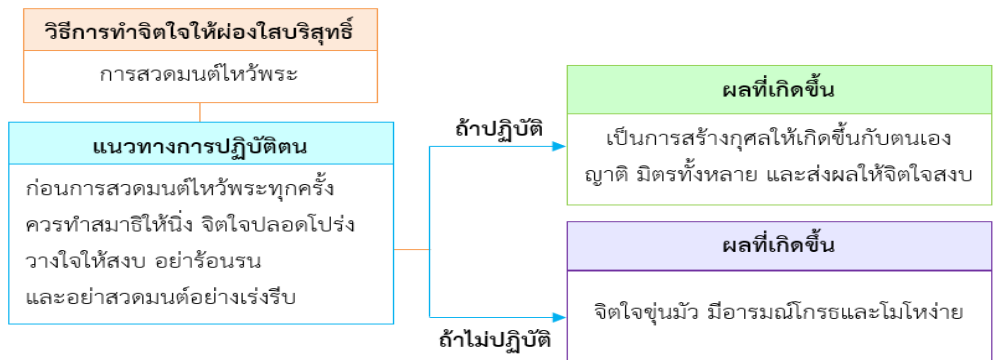 วิธีการทำจิตใจให้ผ่องใสบริสุทธิ์
การสวดมนต์ไหว้พระ
แนวทางการปฏิบัติตน
ก่อนการสวดมนต์ไหว้พระทุกครั้ง
ควรทำสมาธิให้นิ่ง จิตใจปลอดโปร่ง
วางใจให้สงบ อย่าร้อนรน
และอย่าสวดมนต์อย่างเร่งรีบ
ถ้าปฏิบัติ
ผลที่เกิดขึ้น
เป็นการสร้างกุศลให้เกิดขึ้นกับตนเอง
ญาติ มิตรทั้งหลาย และส่งผลให้จิตใจสงบ
ถ้าไม่ปฏิบัติ
ผลที่เกิดขึ้น
จิตใจขุ่นมัว มีอารมณ์โกรธและโมโหง่าย